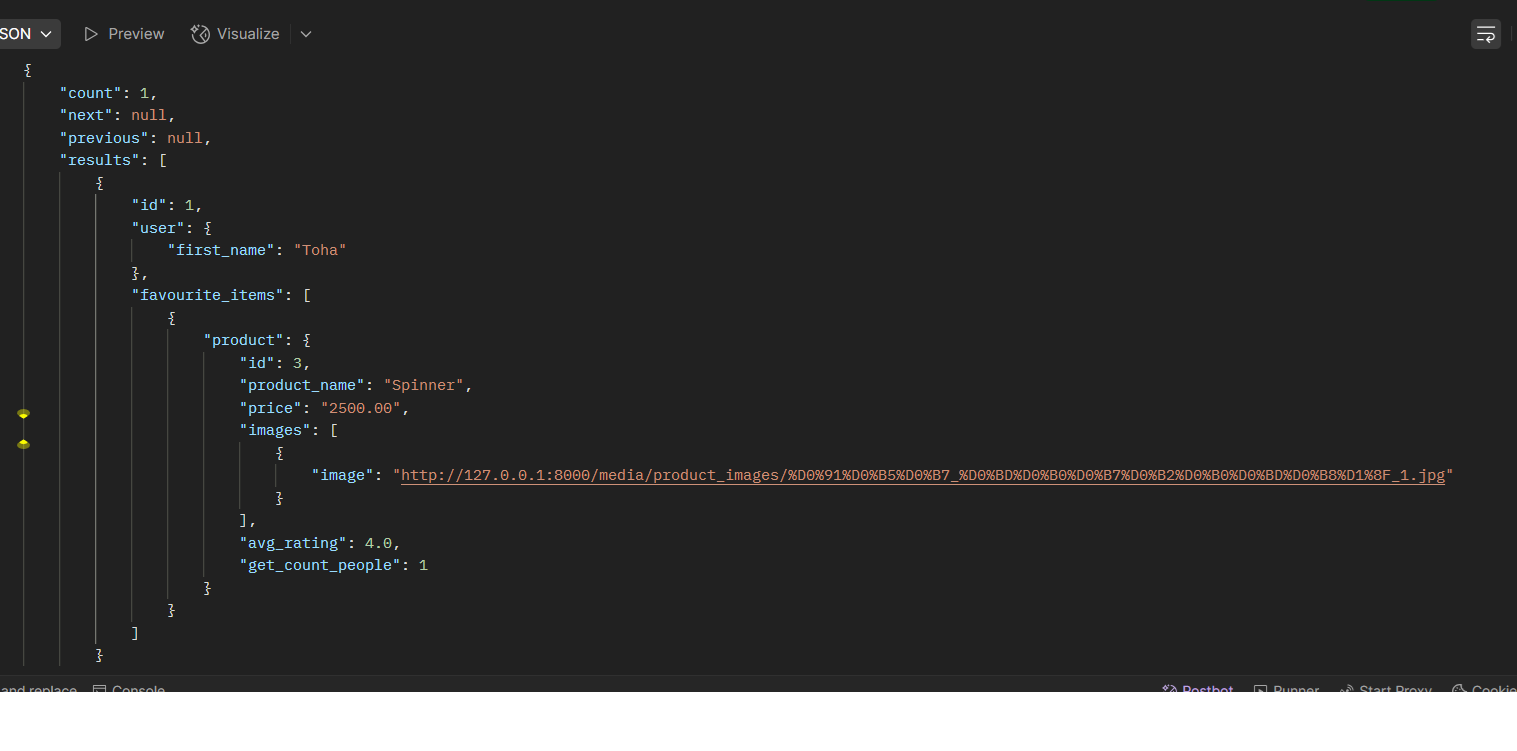 SON Preview Visualize
{
"count": 1,
"next": null,
"previous": null,
"results": [
{
"id": 1,
"user": {
"first_name": "Toha"
},
"favourite_items": [
{
"product": {
"id": 3,
"product_name": "Spinner",
"price": "2500.00",
"images": [
{
"image": "http://127.0.0.1:8000/media/product_images/%D0%91%D0%B5%D0%B7_%D0%BD%D0%B0%D0%B7%D0%B2%D0%B0%D0%BD%D0%B8%D1%8F_1.jpg"
}
],
"avg_rating": 4.0,
"get_count_people": 1
}
}
]
}
and replace Console Postbot Runner Start Proxy Cookie